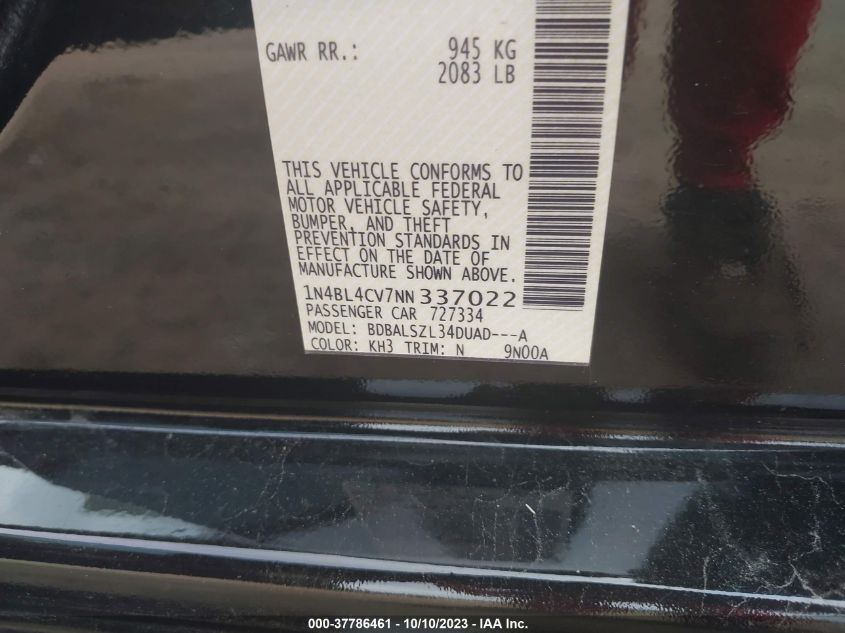 GAWR RR.: 945 KG
2083 LB
THIS VEHICLE CONFORMS TO
ALL APPLICABLE FEDERAL
MOTOR VEHICLE SAFETY,
BUMPER, AND THEFT
PREVENTION STANDARDS IN
EFFECT ON THE DATE OF
MANUFACTURE SHOWN ABOVE.
1N4BL4CV7NN337022
PASSENGER CAR 727334
MODEL: BDBALSZL34DUAD---A
COLOR: KH3 TRIM: N 9N00A
000-37786461 - 10/10/2023 - IAA Inc.